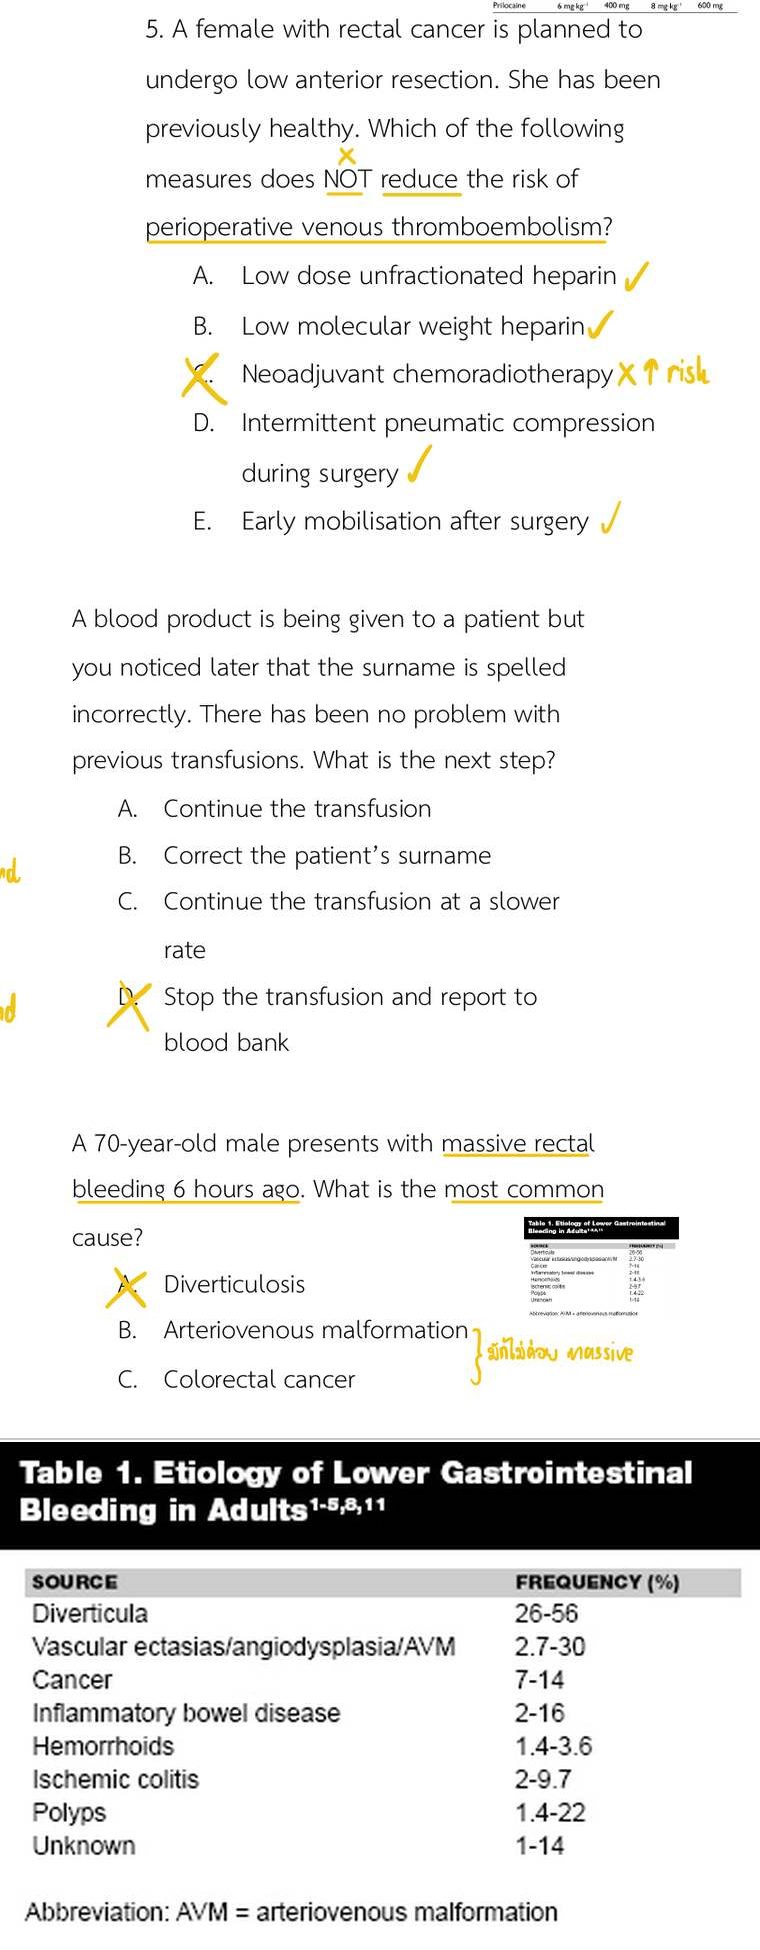 Prilocaine 6 mg kg⁻¹ 400 mg 8 mg kg⁻¹ 600 mg
5. A female with rectal cancer is planned to
undergo low anterior resection. She has been
previously healthy. Which of the following
measures does NOT reduce the risk of
perioperative venous thromboembolism?
A. Low dose unfractionated heparin ✓
B. Low molecular weight heparin ✓
C. Neoadjuvant chemoradiotherapy X ↑ risk
D. Intermittent pneumatic compression
during surgery ✓
E. Early mobilisation after surgery ✓
A blood product is being given to a patient but
you noticed later that the surname is spelled
incorrectly. There has been no problem with
previous transfusions. What is the next step?
A. Continue the transfusion
B. Correct the patient's surname
C. Continue the transfusion at a slower
rate
D. Stop the transfusion and report to
blood bank
A 70-year-old male presents with massive rectal
bleeding 6 hours ago. What is the most common
cause?
A. Diverticulosis
B. Arteriovenous malformation
C. Colorectal cancer
มักไม่ค่อย massive
Table 1. Etiology of Lower Gastrointestinal
Bleeding in Adults¹⁻⁵,⁸,¹¹
SOURCE FREQUENCY (%)
Diverticula 26-56
Vascular ectasias/angiodysplasia/AVM 2.7-30
Cancer 7-14
Inflammatory bowel disease 2-16
Hemorrhoids 1.4-3.6
Ischemic colitis 2-9.7
Polyps 1.4-22
Unknown 1-14
Abbreviation: AVM = arteriovenous malformation